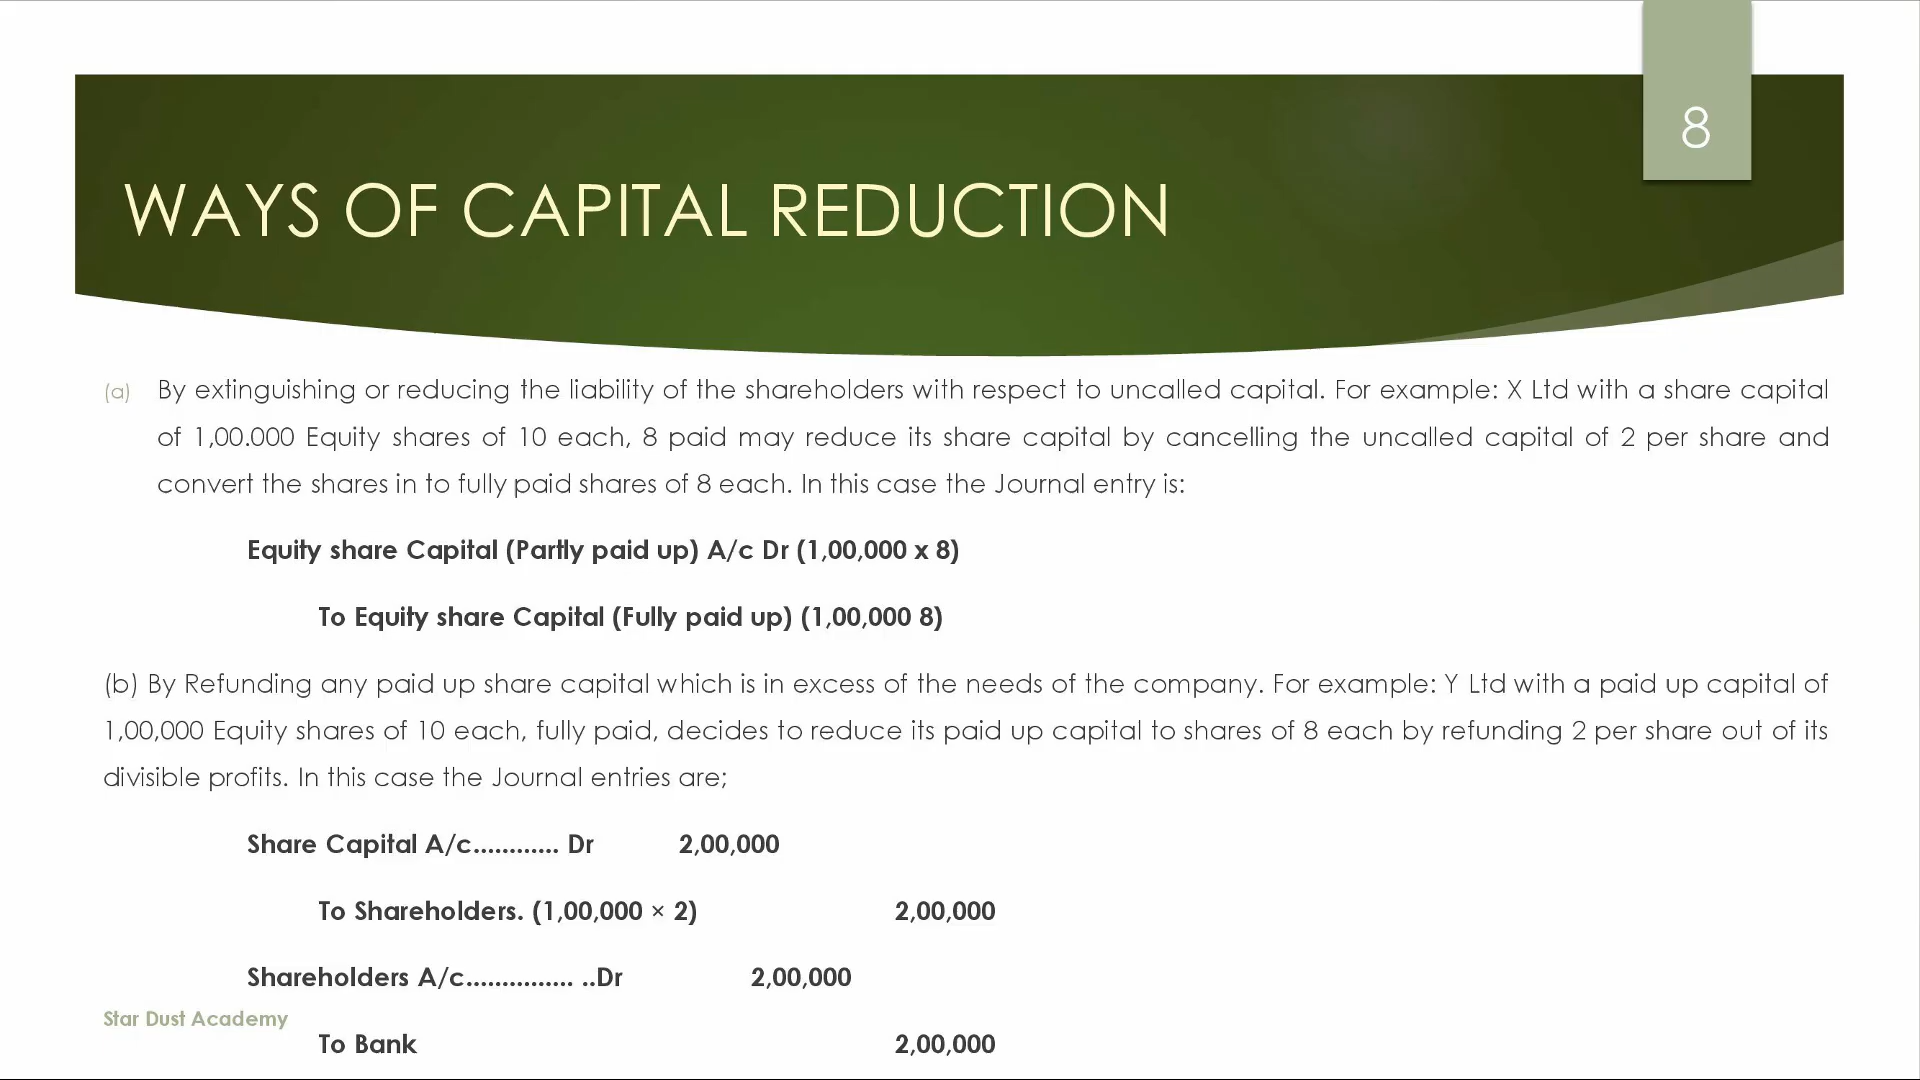 8
WAYS OF CAPITAL REDUCTION
(a) By extinguishing or reducing the liability of the shareholders with respect to uncalled capital. For example: X Ltd with a share capital
of 1,00.000 Equity shares of 10 each, 8 paid may reduce its share capital by cancelling the uncalled capital of 2 per share and
convert the shares in to fully paid shares of 8 each. In this case the Journal entry is:
Equity share Capital (Partly paid up) A/c Dr (1,00,000 x 8)
To Equity share Capital (Fully paid up) (1,00,000 8)
(b) By Refunding any paid up share capital which is in excess of the needs of the company. For example: Y Ltd with a paid up capital of
1,00,000 Equity shares of 10 each, fully paid, decides to reduce its paid up capital to shares of 8 each by refunding 2 per share out of its
divisible profits. In this case the Journal entries are;
Share Capital A/c............ Dr 2,00,000
To Shareholders. (1,00,000 × 2) 2,00,000
Shareholders A/c............... ..Dr 2,00,000
Star Dust Academy
To Bank 2,00,000